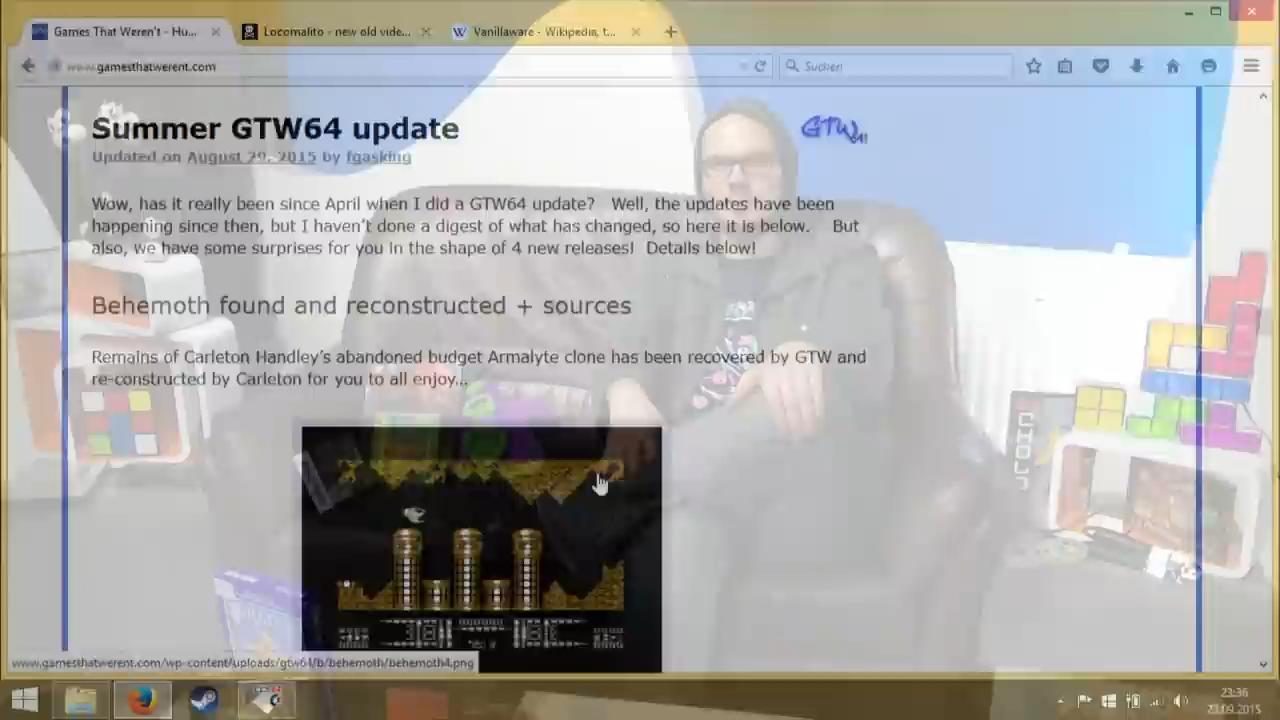 Games That Weren't - Hu...
Locomalito - new old vide...
Vanillaware - Wikipedia, t...
www.gamesthatwerent.com
Suchen
Summer GTW64 update
GTW64
Updated on August 29, 2015 by fgasking
Wow, has it really been since April when I did a GTW64 update? Well, the updates have been
happening since then, but I haven't done a digest of what has changed, so here it is below. But
also, we have some surprises for you in the shape of 4 new releases! Details below!
Behemoth found and reconstructed + sources
Remains of Carleton Handley's abandoned budget Armalyte clone has been recovered by GTW and
re-constructed by Carleton for you to all enjoy...
www.gamesthatwerent.com/wp-content/uploads/gtw64/b/behemoth/behemoth4.png
23:36
23.09.2015